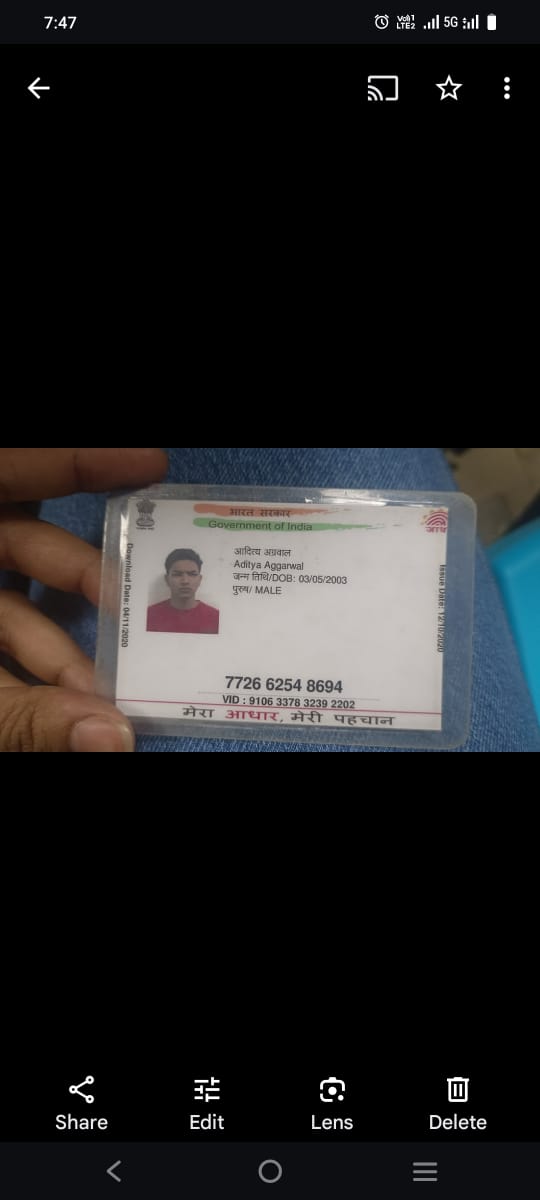 7:47
Vo))1
LTE2
5G
भारत सरकार
Government of India
Download Date: 04/11/2020
आदित्य अग्रवाल
Aditya Aggarwal
जन्म तिथि/DOB: 03/05/2003
पुरुष/ MALE
Issue Date: 12/10/2020
7726 6254 8694
VID : 9106 3378 3239 2202
मेरा आधार, मेरी पहचान
Share
Edit
Lens
Delete